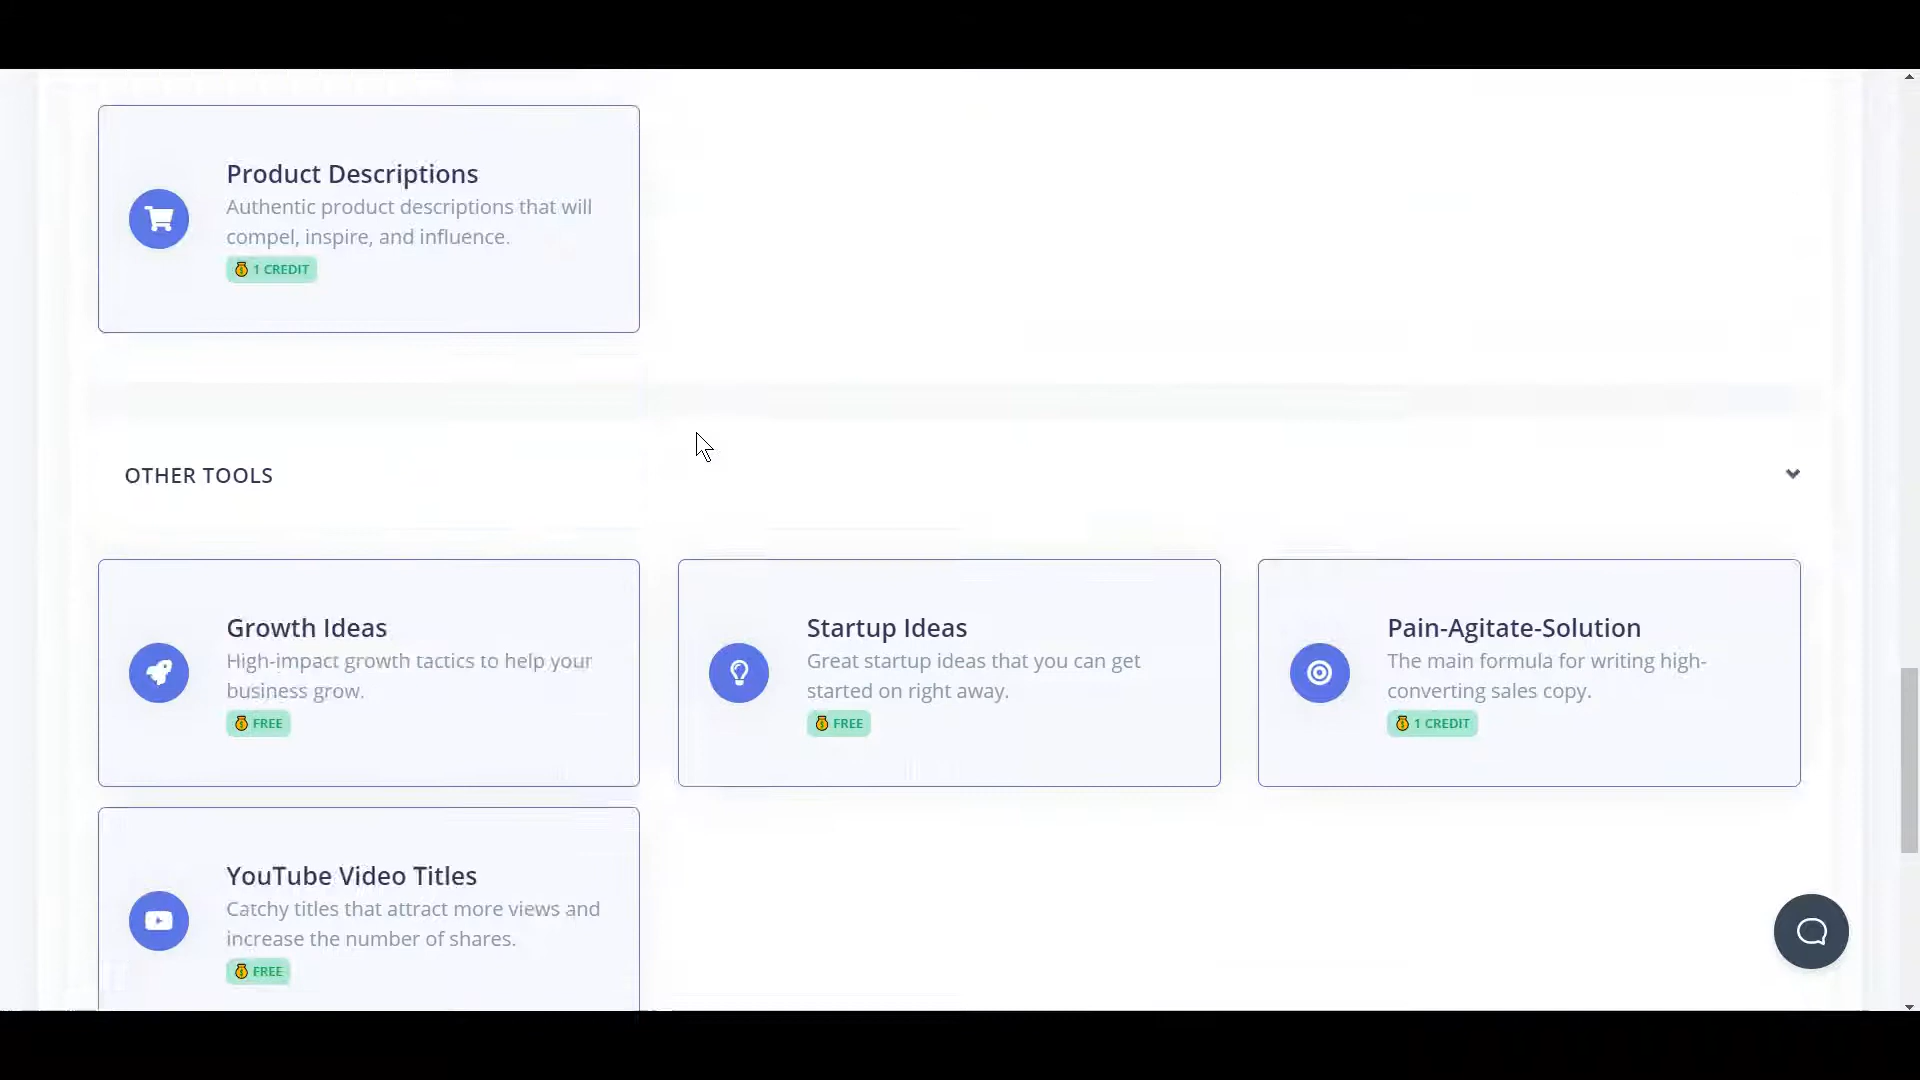 Product Descriptions
Authentic product descriptions that will
compel, inspire, and influence.
1 CREDIT
OTHER TOOLS
Growth Ideas
High-impact growth tactics to help your
business grow.
FREE
Startup Ideas
Great startup ideas that you can get
started on right away.
FREE
Pain-Agitate-Solution
The main formula for writing high-
converting sales copy.
1 CREDIT
YouTube Video Titles
Catchy titles that attract more views and
increase the number of shares.
FREE